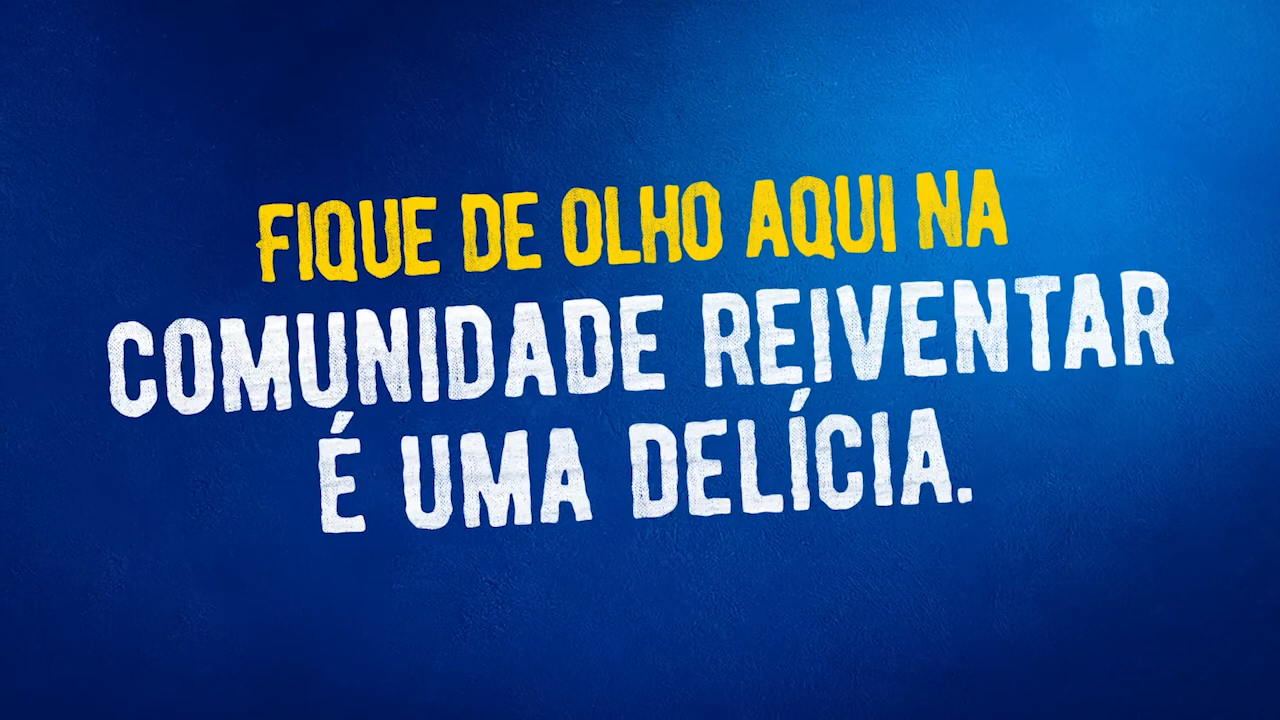 FIQUE DE OLHO AQUI NA
COMUNIDADE REIVENTAR
É UMA DELÍCIA.